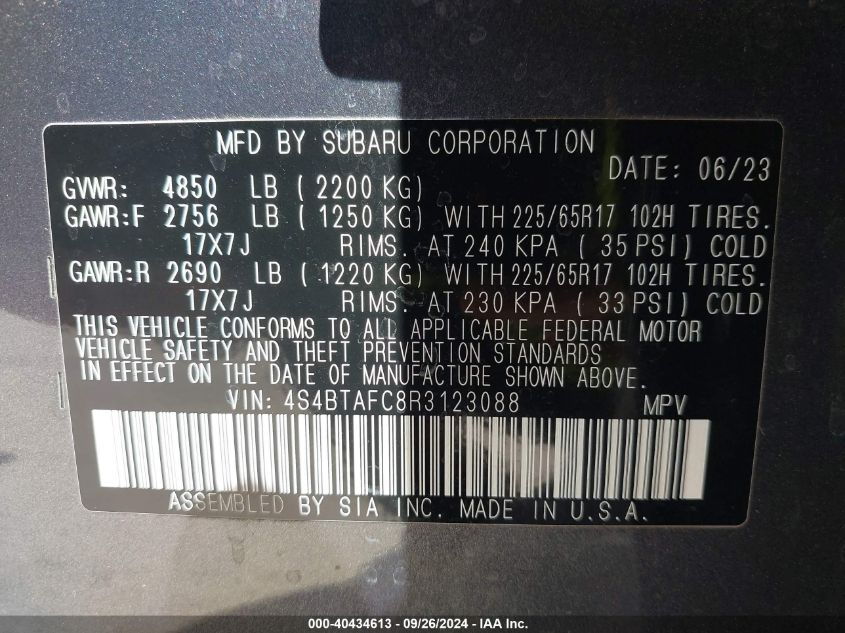 MFD BY SUBARU CORPORATION
DATE: 06/23
GVWR: 4850 LB ( 2200 KG)
GAWR:F 2756 LB ( 1250 KG) WITH 225/65R17 102H TIRES.
17X7J RIMS. AT 240 KPA ( 35 PSI) COLD
GAWR:R 2690 LB ( 1220 KG) WITH 225/65R17 102H TIRES.
17X7J RIMS. AT 230 KPA ( 33 PSI) COLD
THIS VEHICLE CONFORMS TO ALL APPLICABLE FEDERAL MOTOR
VEHICLE SAFETY AND THEFT PREVENTION STANDARDS
IN EFFECT ON THE DATE OF MANUFACTURE SHOWN ABOVE.
VIN: 4S4BTAFC8R3123088 MPV
ASSEMBLED BY SIA INC. MADE IN U.S.A.
000-40434613 - 09/26/2024 - IAA Inc.